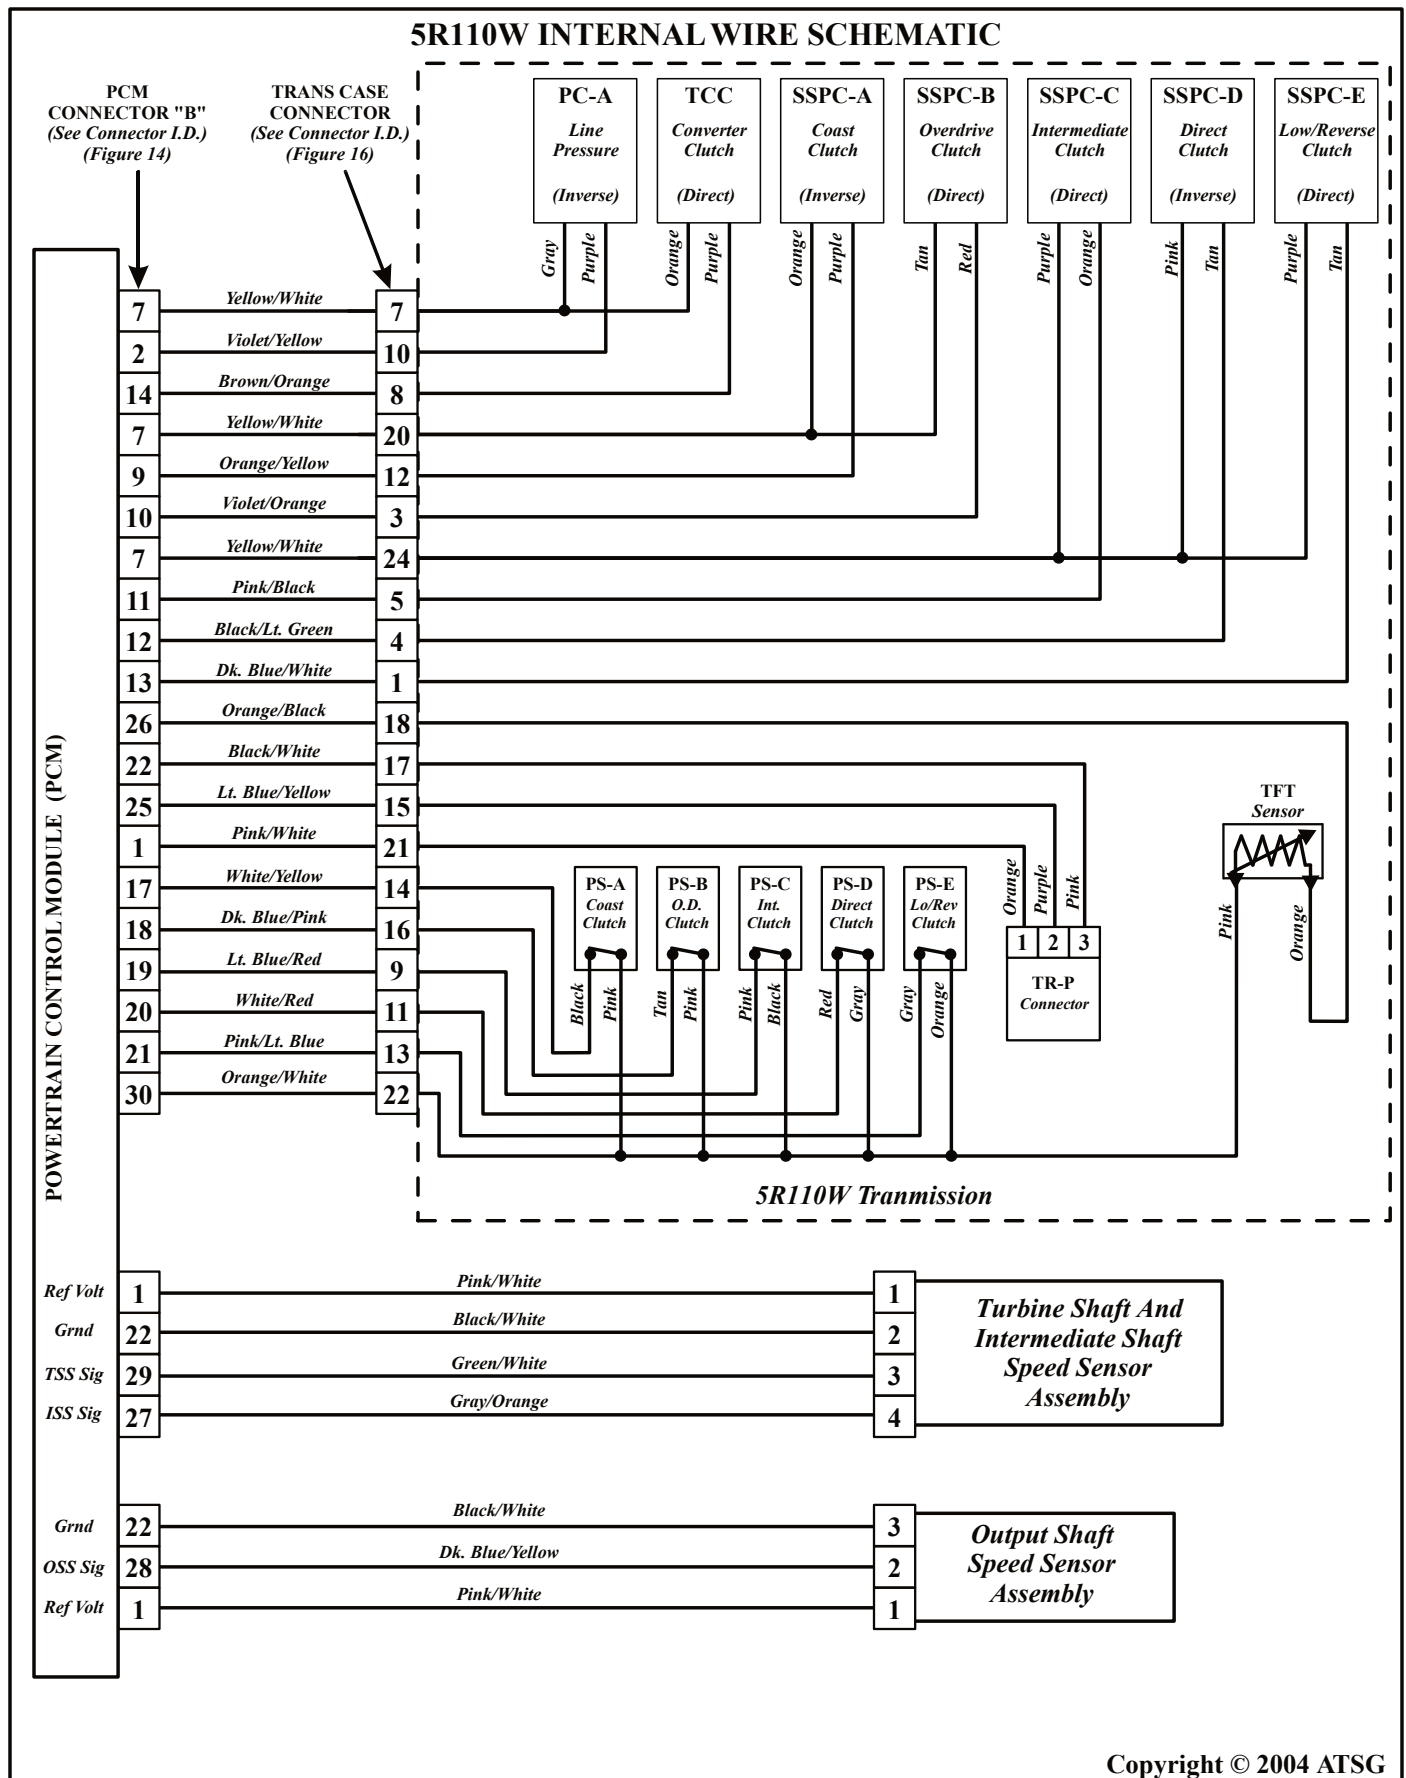 5R110W INTERNAL WIRE SCHEMATIC
PCM
CONNECTOR "B"
(See Connector I.D.)
(Figure 14)
TRANS CASE
CONNECTOR
(See Connector I.D.)
(Figure 16)
PC-A
Line
Pressure
(Inverse)
TCC
Converter
Clutch
(Direct)
SSPC-A
Coast
Clutch
(Inverse)
SSPC-B
Overdrive
Clutch
(Direct)
SSPC-C
Intermediate
Clutch
(Direct)
SSPC-D
Direct
Clutch
(Inverse)
SSPC-E
Low/Reverse
Clutch
(Direct)
Gray
Purple
Orange
Purple
Orange
Purple
Tan
Red
Purple
Orange
Pink
Tan
Purple
Tan
POWERTRAIN CONTROL MODULE (PCM)
7 Yellow/White 7
2 Violet/Yellow 10
14 Brown/Orange 8
7 Yellow/White 20
9 Orange/Yellow 12
10 Violet/Orange 3
7 Yellow/White 24
11 Pink/Black 5
12 Black/Lt. Green 4
13 Dk. Blue/White 1
26 Orange/Black 18
22 Black/White 17
25 Lt. Blue/Yellow 15
1 Pink/White 21
17 White/Yellow 14
18 Dk. Blue/Pink 16
19 Lt. Blue/Red 9
20 White/Red 11
21 Pink/Lt. Blue 13
30 Orange/White 22
TFT
Sensor
Pink
Orange
PS-A
Coast
Clutch
PS-B
O.D.
Clutch
PS-C
Int.
Clutch
PS-D
Direct
Clutch
PS-E
Lo/Rev
Clutch
Black
Pink
Tan
Pink
Pink
Black
Red
Gray
Gray
Orange
Orange
Purple
Pink
1 2 3
TR-P
Connector
5R110W Tranmission
Ref Volt 1 Pink/White 1
Grnd 22 Black/White 2
TSS Sig 29 Green/White 3
ISS Sig 27 Gray/Orange 4
Turbine Shaft And
Intermediate Shaft
Speed Sensor
Assembly
Grnd 22 Black/White 3
OSS Sig 28 Dk. Blue/Yellow 2
Ref Volt 1 Pink/White 1
Output Shaft
Speed Sensor
Assembly
Copyright © 2004 ATSG